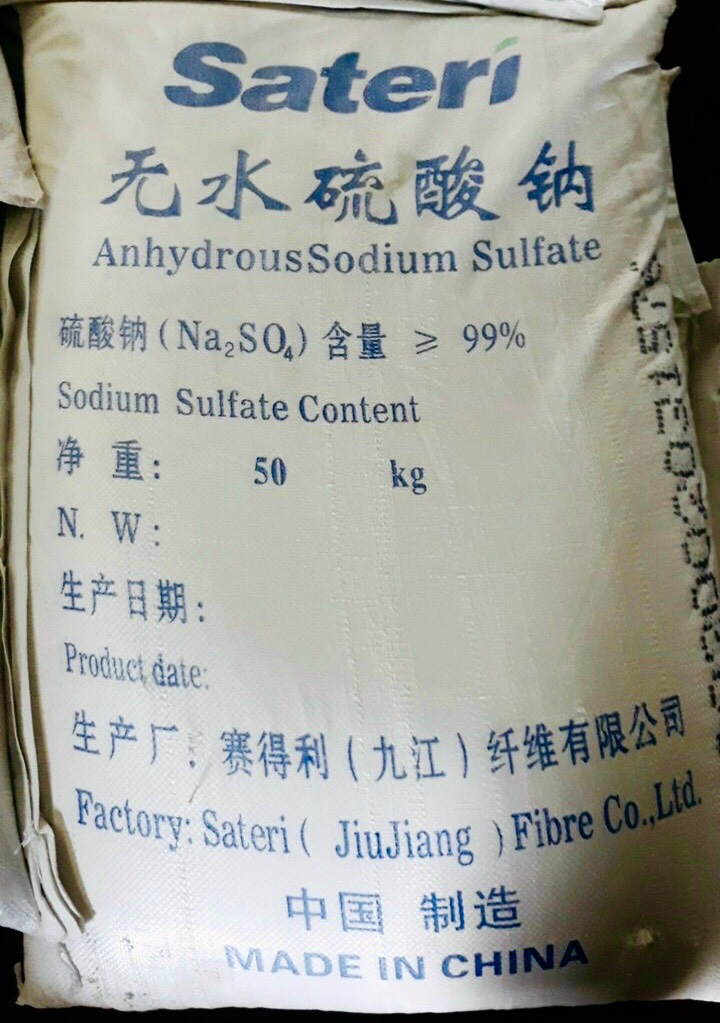 Sateri
无水硫酸钠
Anhydrous Sodium Sulfate
硫酸钠(Na₂SO₄)含量 ≥ 99%
Sodium Sulfate Content
净 重: 50 kg
N. W:
生产日期:
Product date:
生产厂: 赛得利(九江)纤维有限公司
Factory: Sateri( JiuJiang )Fibre Co.,Ltd.
中国 制造
MADE IN CHINA